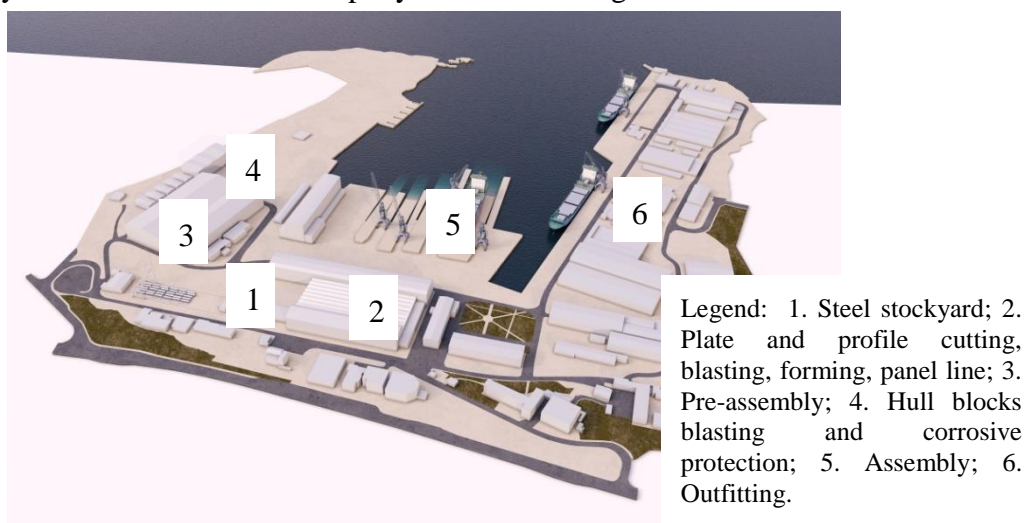 4
5
6
3
1
2
Legend: 1. Steel stockyard; 2.
Plate and profile cutting,
blasting, forming, panel line; 3.
Pre-assembly; 4. Hull blocks
blasting and corrosive
protection; 5. Assembly; 6.
Outfitting.